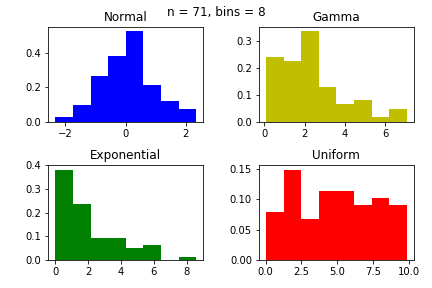 n = 71, bins = 8
Normal
0.4
0.2
0.0
−2 0 2
Gamma
0.3
0.2
0.1
0.0
0 2 4 6
Exponential
0.4
0.3
0.2
0.1
0.0
0 2 4 6 8
Uniform
0.15
0.10
0.05
0.00
0.0 2.5 5.0 7.5 10.0